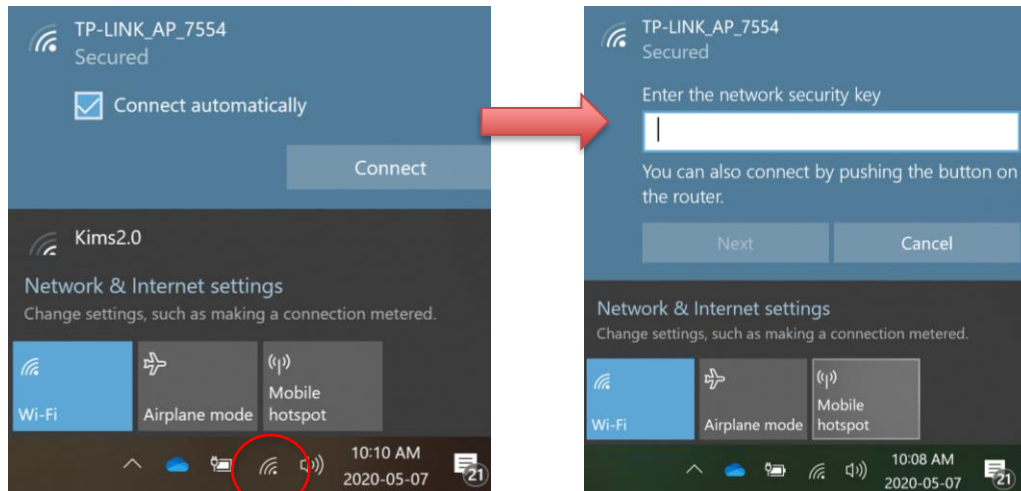 TP-LINK_AP_7554
Secured
Connect automatically
Connect
Kims2.0
Network & Internet settings
Change settings, such as making a connection metered.
Wi-Fi
Airplane mode
Mobile
hotspot
10:10 AM
2020-05-07
21
TP-LINK_AP_7554
Secured
Enter the network security key
You can also connect by pushing the button on
the router.
Next
Cancel
Network & Internet settings
Change settings, such as making a connection metered.
Wi-Fi
Airplane mode
Mobile
hotspot
10:08 AM
2020-05-07
21